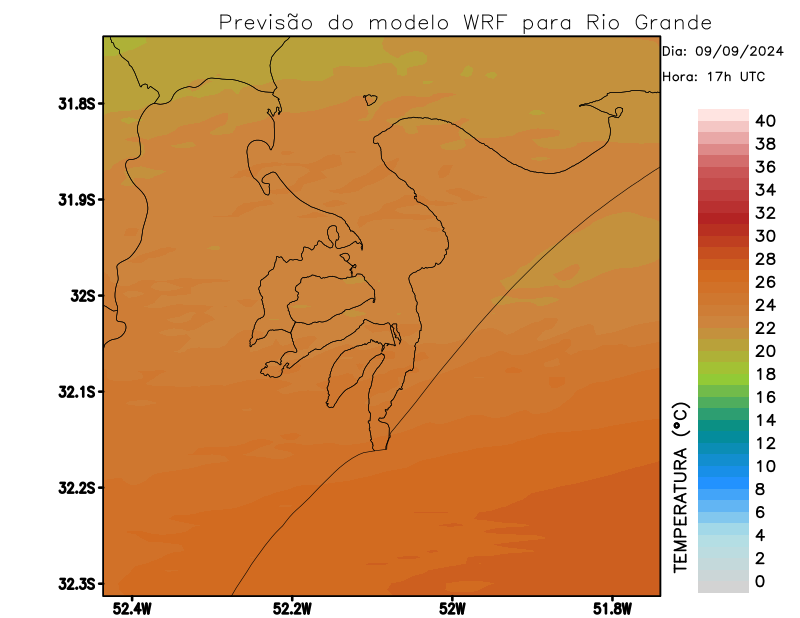 Previsão do modelo WRF para Rio Grande
Dia: 09/09/2024
Hora: 17h UTC
31.8S
31.9S
32S
32.1S
32.2S
32.3S
52.4W
52.2W
52W
51.8W
TEMPERATURA (°C)
40
38
36
34
32
30
28
26
24
22
20
18
16
14
12
10
8
6
4
2
0